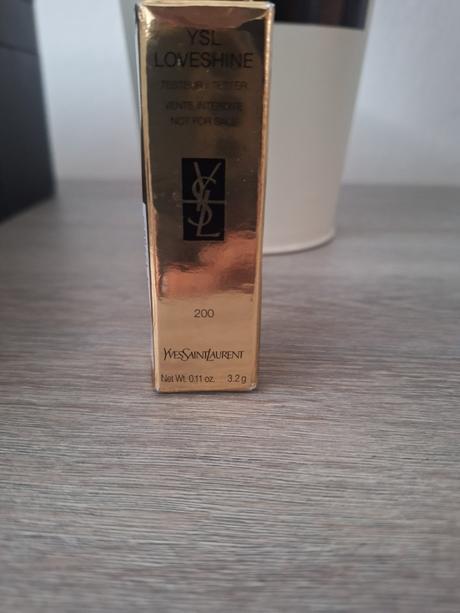 YSL
LOVESHINE
TESTEUR / TESTER
VENTE INTERDITE
NOT FOR SALE
YSL
200
YVESSAINTLAURENT
Net Wt. 0.11 oz. 3.2 g